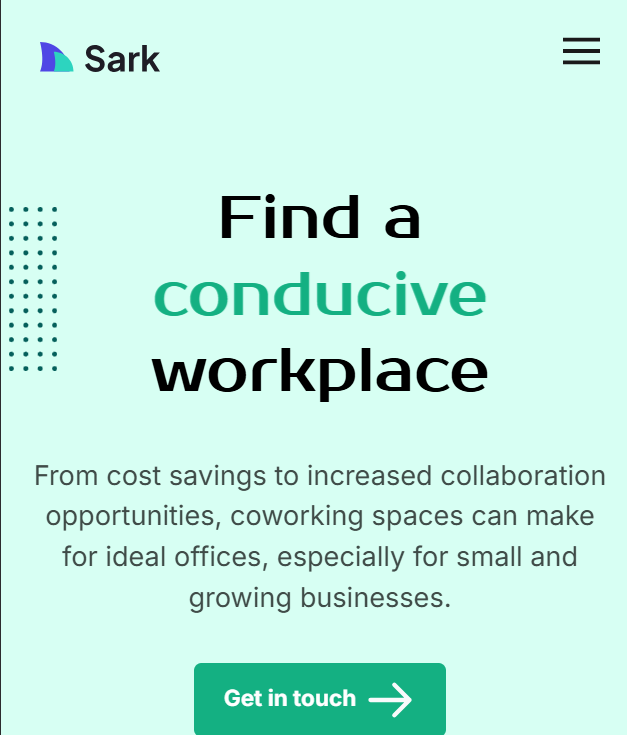 Sark
Find a
conducive
workplace
From cost savings to increased collaboration
opportunities, coworking spaces can make
for ideal offices, especially for small and
growing businesses.
Get in touch